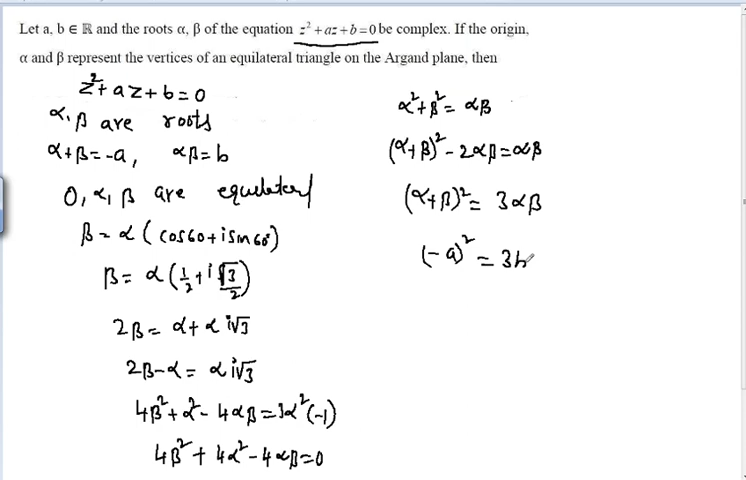 Let a, b ∈ ℝ and the roots α, β of the equation z² + az + b = 0 be complex. If the origin,
α and β represent the vertices of an equilateral triangle on the Argand plane, then
z² + az + b = 0
α, β are roots
α + β = -a, αβ = b
0, α, β are equilateral
β = α (cos60 + i sin60°)
β = α (1/2 + i √3/2)
2β = α + α i√3
2β - α = α i√3
4β² + α² - 4αβ = 3α² (-1)
4β² + 4α² - 4αβ = 0
α² + β² = αβ
(α + β)² - 2αβ = αβ
(α + β)² = 3αβ
(-a)² = 3b